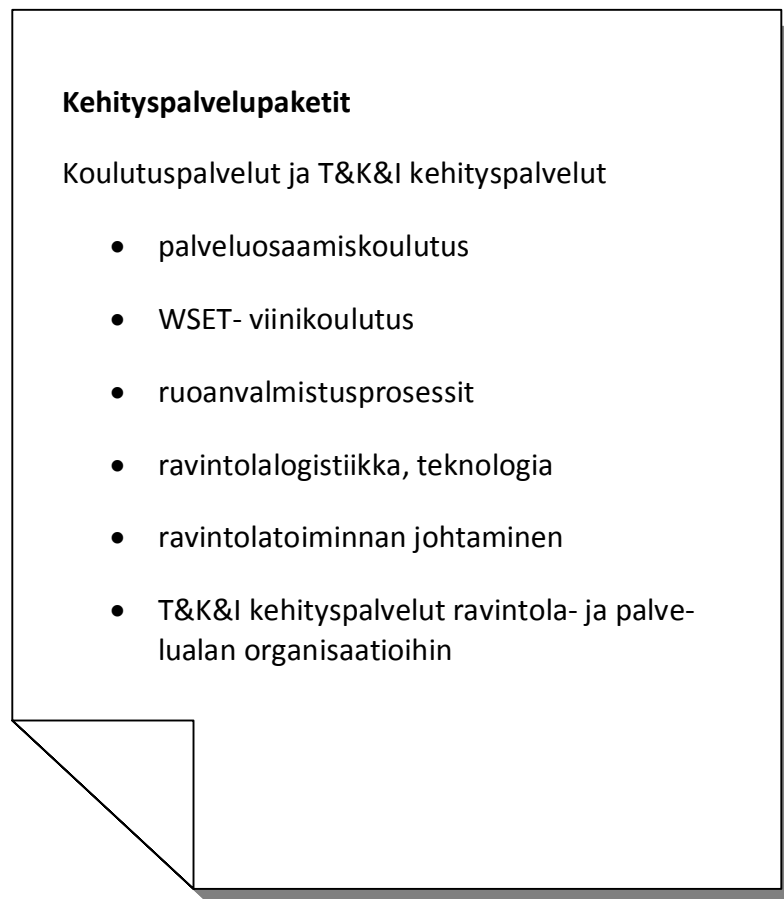 Kehityspalvelupaketit
Koulutuspalvelut ja T&K&I kehityspalvelut
• palveluosaamiskoulutus
• WSET- viinikoulutus
• ruoanvalmistusprosessit
• ravintolalogistiikka, teknologia
• ravintolatoiminnan johtaminen
• T&K&I kehityspalvelut ravintola- ja palve-
lualan organisaatioihin